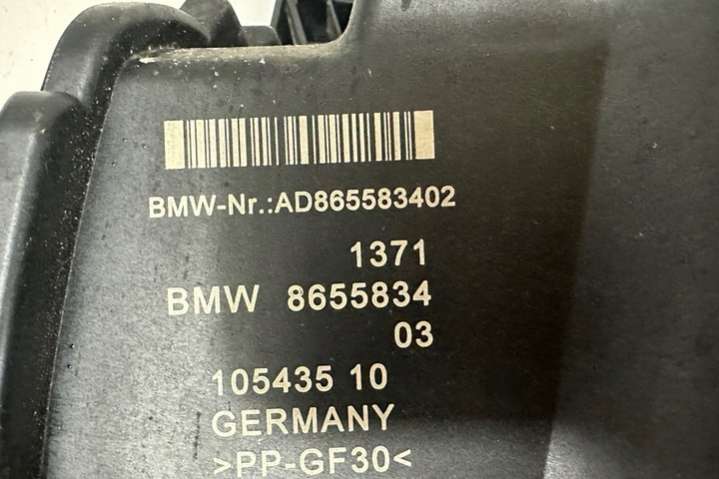 BMW-Nr.:AD865583402
1371
BMW 8655834
03
105435 10
GERMANY
>PP-GF30<